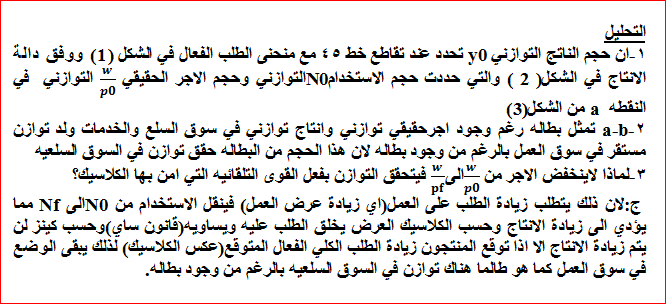 التحليل
١-ان حجم الناتج التوازني y0 تحدد عند تقاطع خط ٤٥ مع منحنى الطلب الفعال في الشكل (1) ووفق دالة
الانتاج في الشكل( 2 ) والتي حددت حجم الاستخدام N0التوازني وحجم الاجر الحقيقي w/p0 التوازني في
النقطه a من الشكل(3)
٢-a-b تمثل بطاله رغم وجود اجرحقيقي توازني وانتاج توازني في سوق السلع والخدمات ولد توازن
مستقر في سوق العمل بالرغم من وجود بطاله لان هذا الحجم من البطاله حقق توازن في السوق السلعيه
٣-لماذا لاينخفض الاجر من w/p0الى w/pf فيتحقق التوازن بفعل القوى التلقائيه التي امن بها الكلاسيك؟
ج:لان ذلك يتطلب زيادة الطلب على العمل(اي زيادة عرض العمل) فينقل الاستخدام من N0الى Nf مما
يؤدي الى زيادة الانتاج وحسب الكلاسيك العرض يخلق الطلب عليه ويساويه(قانون ساي)وحسب كينز لن
يتم زيادة الانتاج الا اذا توقع المنتجون زيادة الطلب الكلي الفعال المتوقع(عكس الكلاسيك) لذلك يبقى الوضع
في سوق العمل كما هو طالما هناك توازن في السوق السلعيه بالرغم من وجود بطاله.